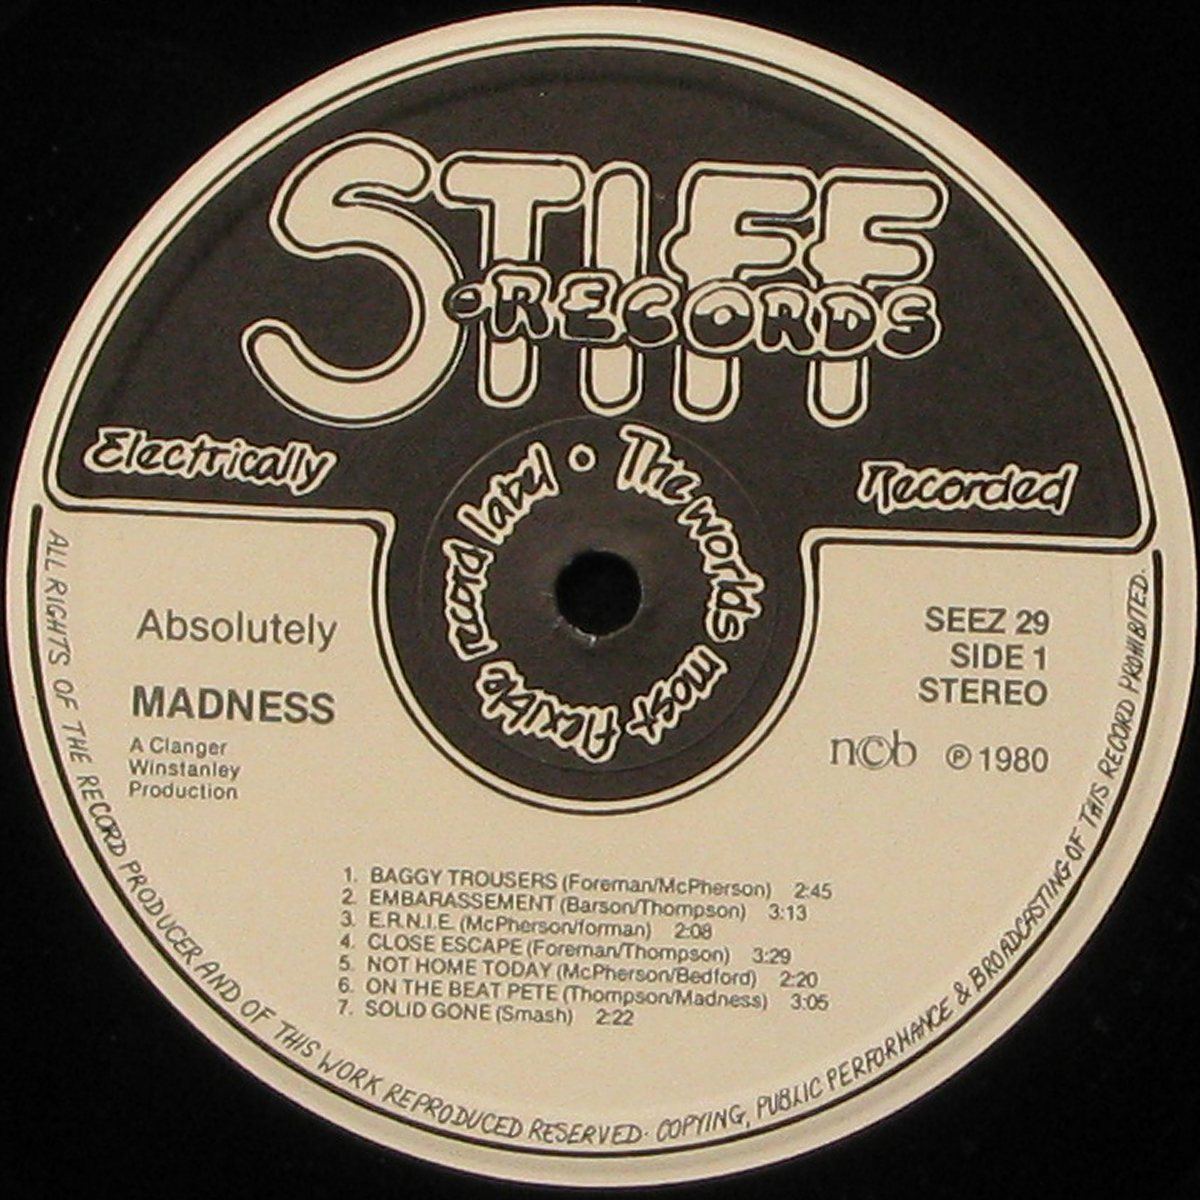 STIFF
·RECORDS
Electrically
Recorded
The worlds most flexible record label
Absolutely
MADNESS
A Clanger
Winstanley
Production
SEEZ 29
SIDE 1
STEREO
n©b ℗ 1980
1. BAGGY TROUSERS (Foreman/McPherson) 2:45
2. EMBARASSEMENT (Barson/Thompson) 3:13
3. E.R.N.I.E. (McPherson/forman) 2:08
4. CLOSE ESCAPE (Foreman/Thompson) 3:29
5. NOT HOME TODAY (McPherson/Bedford) 2:20
6. ON THE BEAT PETE (Thompson/Madness) 3:05
7. SOLID GONE (Smash) 2:22
ALL RIGHTS OF THE RECORD PRODUCER AND OF THIS WORK REPRODUCED RESERVED· COPYING, PUBLIC PERFORMANCE & BROADCASTING OF THIS RECORD PROHIBITED·